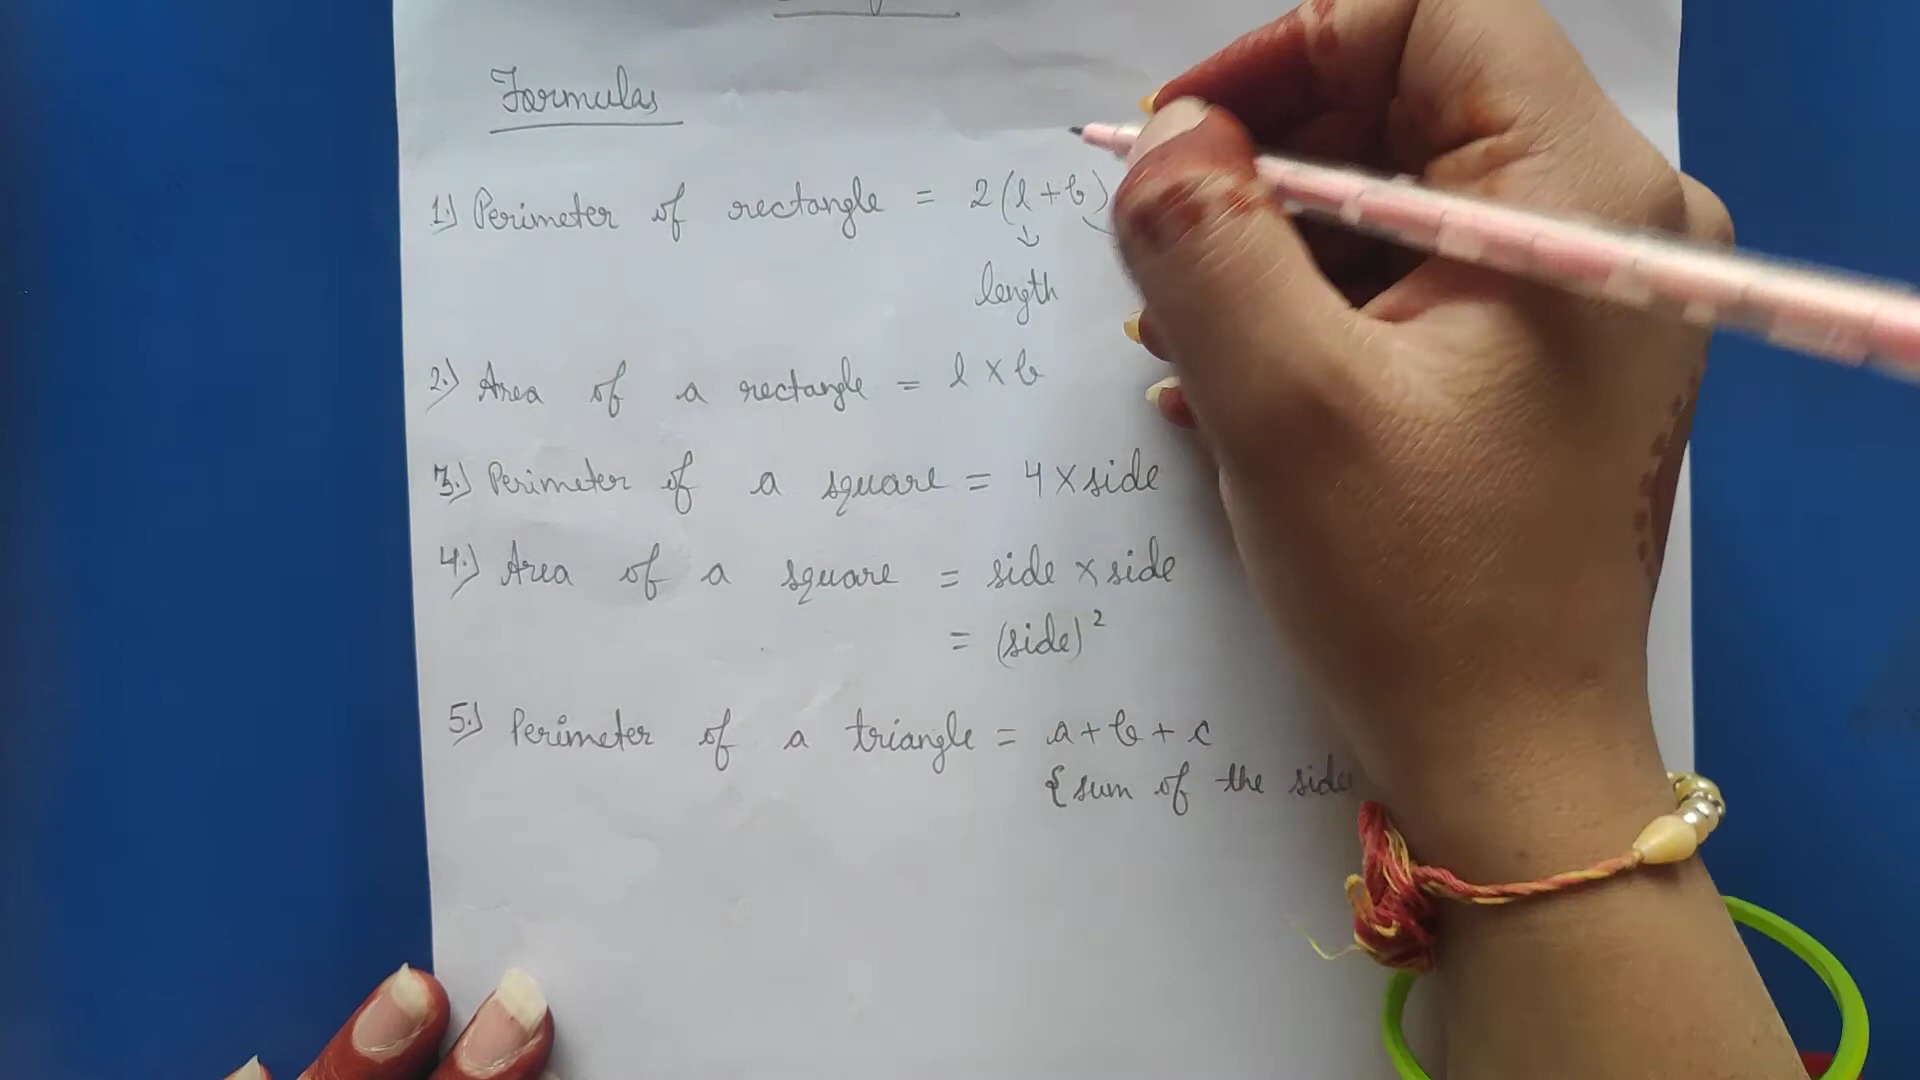 Formulas
1.) Perimeter of rectangle = 2(l+b)
length
2.) Area of a rectangle = l × b
3.) Perimeter of a square = 4 × side
4.) Area of a square = side × side
= (side)²
5.) Perimeter of a triangle = a + b + c
{sum of the side